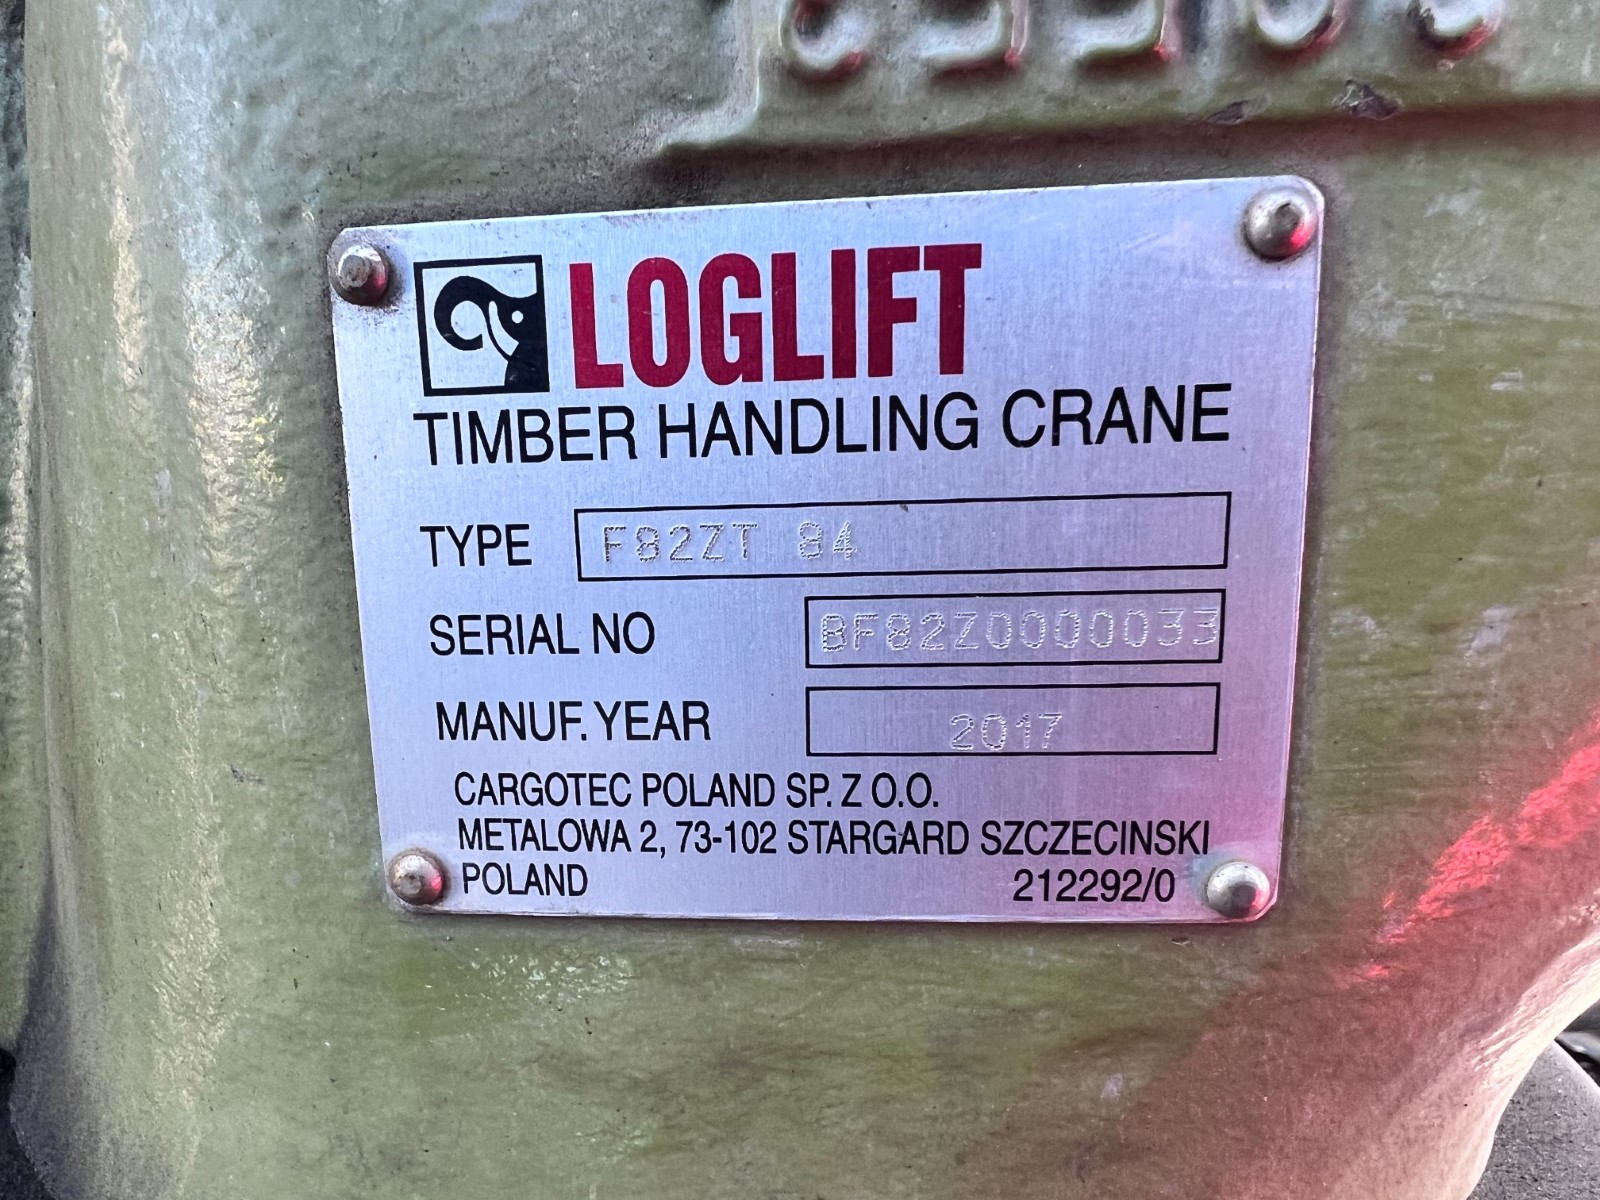 LOGLIFT
TIMBER HANDLING CRANE
TYPE F82ZT 84
SERIAL NO BF82Z0000033
MANUF. YEAR 2017
CARGOTEC POLAND SP. Z O.O.
METALOWA 2, 73-102 STARGARD SZCZECINSKI
POLAND 212292/0